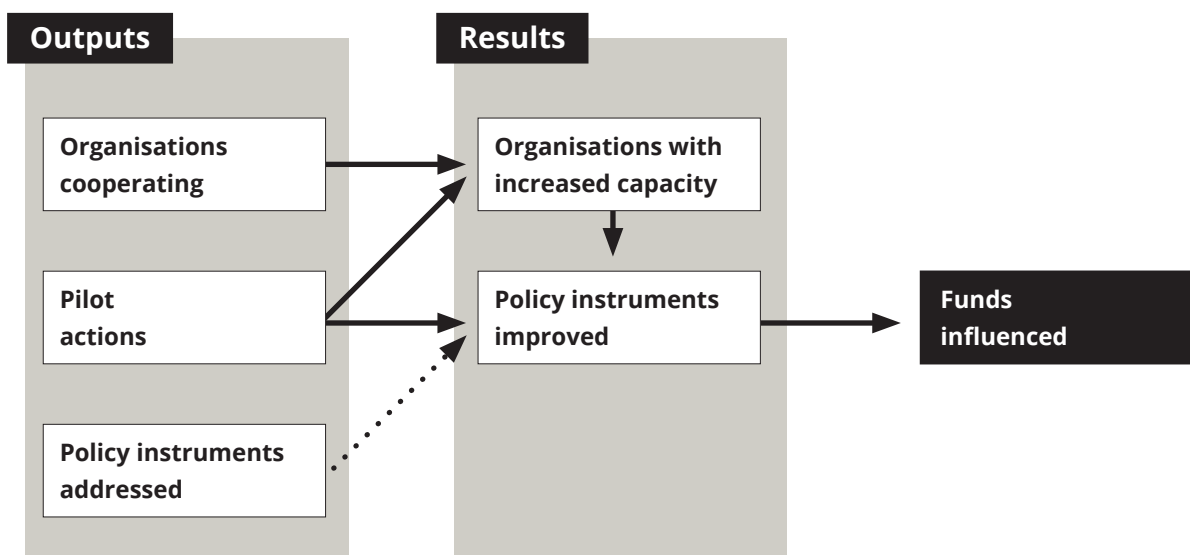 Outputs
Organisations
cooperating
Pilot
actions
Policy instruments
addressed
Results
Organisations with
increased capacity
Policy instruments
improved
Funds
influenced